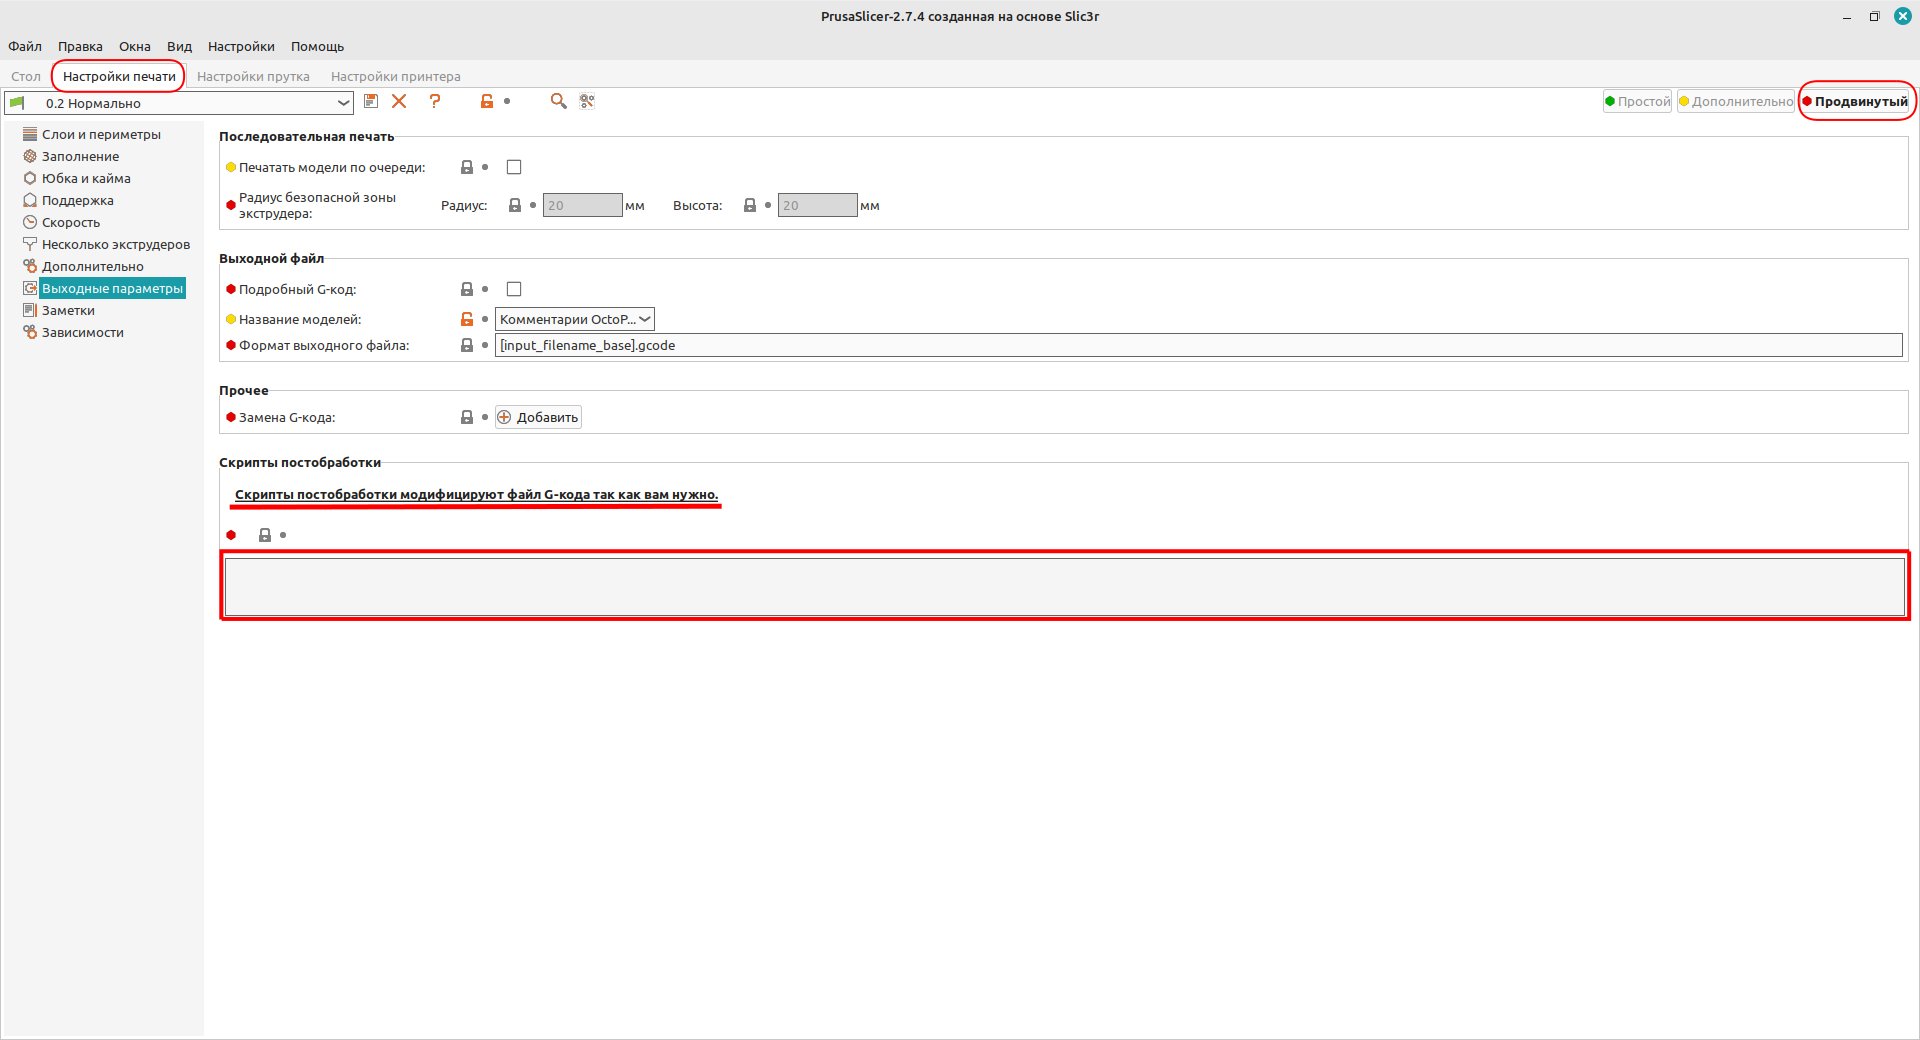 PrusaSlicer-2.7.4 созданная на основе Slic3r
Файл Правка Окна Вид Настройки Помощь
Стол Настройки печати Настройки прутка Настройки принтера
0.2 Нормально
Простой Дополнительно Продвинутый
Слои и периметры
Заполнение
Юбка и кайма
Поддержка
Скорость
Несколько экструдеров
Дополнительно
Выходные параметры
Заметки
Зависимости
Последовательная печать
Печатать модели по очереди:
Радиус безопасной зоны
экструдера:
Радиус: 20 мм Высота: 20 мм
Выходной файл
Подробный G-код:
Название моделей: Комментарии OctoP...
Формат выходного файла: [input_filename_base].gcode
Прочее
Замена G-кода: Добавить
Скрипты постобработки
Скрипты постобработки модифицируют файл G-кода так как вам нужно.